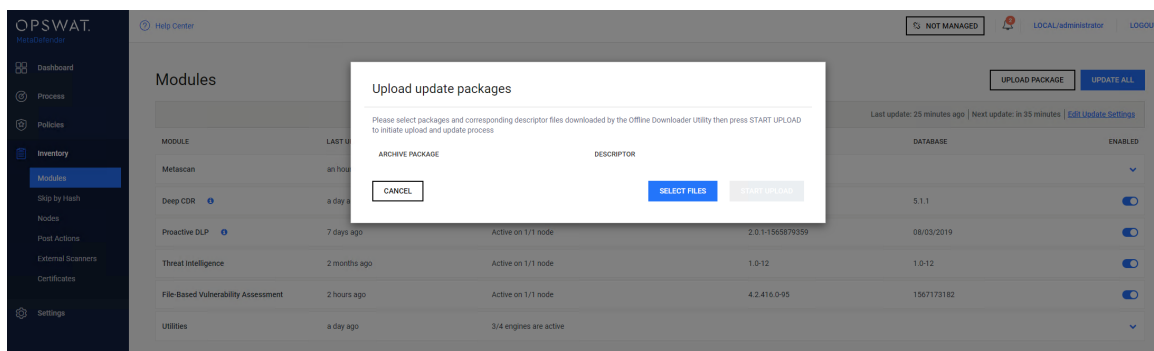 OPSWAT.
MetaDefender
Help Center
NOT MANAGED
LOCAL/administrator
LOGOU
Dashboard
Process
Policies
Inventory
Modules
Skip by Hash
Nodes
Post Actions
External Scanners
Certificates
Settings
Modules
UPLOAD PACKAGE
UPDATE ALL
Last update: 25 minutes ago | Next update: in 35 minutes | Edit Update Settings
MODULE LAST U DATABASE ENABLED
Metascan an hou
Deep CDR a day a 5.1.1
Proactive DLP 7 days ago Active on 1/1 node 2.0.1-1565879359 08/03/2019
Threat Intelligence 2 months ago Active on 1/1 node 1.0-12 1.0-12
File-Based Vulnerability Assessment 2 hours ago Active on 1/1 node 4.2.416.0-95 1567173182
Utilities a day ago 3/4 engines are active
Upload update packages
Please select packages and corresponding descriptor files downloaded by the Offline Downloader Utility then press START UPLOAD
to initiate upload and update process
ARCHIVE PACKAGE DESCRIPTOR
CANCEL SELECT FILES START UPLOAD